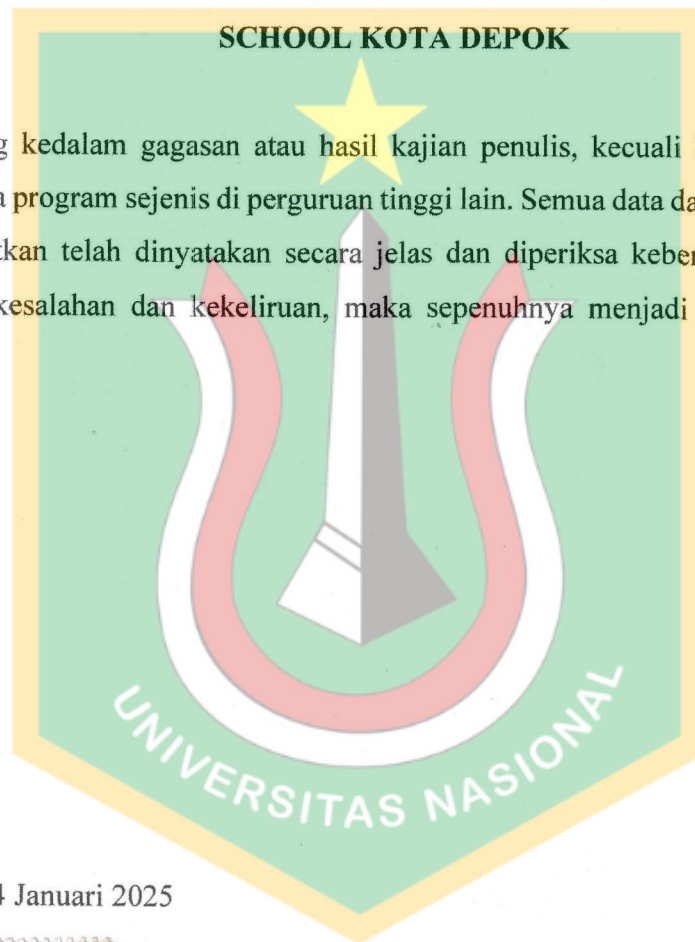 SCHOOL KOTA DEPOK
g kedalam gagasan atau hasil kajian penulis, kecuali
a program sejenis di perguruan tinggi lain. Semua data da
tkan telah dinyatakan secara jelas dan diperiksa keber
kesalahan dan kekeliruan, maka sepenuhnya menjadi
UNIVERSITAS NASIONAL
4 Januari 2025